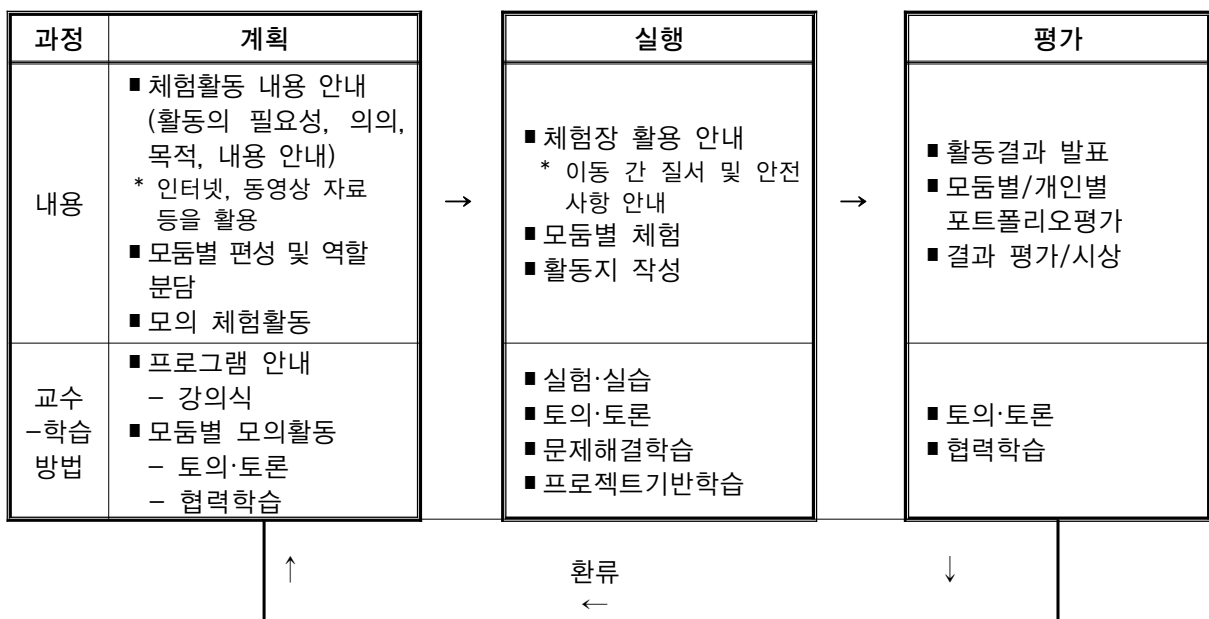 과정
계획
실행
평가
내용
■ 체험활동 내용 안내
(활동의 필요성, 의의,
목적, 내용 안내)
* 인터넷, 동영상 자료
등을 활용
■ 모둠별 편성 및 역할
분담
■ 모의 체험활동
→
■ 체험장 활용 안내
* 이동 간 질서 및 안전
사항 안내
■ 모둠별 체험
■ 활동지 작성
→
■ 활동결과 발표
■ 모둠별/개인별
포트폴리오평가
■ 결과 평가/시상
교수
-학습
방법
■ 프로그램 안내
- 강의식
■ 모둠별 모의활동
- 토의·토론
- 협력학습
■ 실험·실습
■ 토의·토론
■ 문제해결학습
■ 프로젝트기반학습
■ 토의·토론
■ 협력학습
↑
환류
←
↓